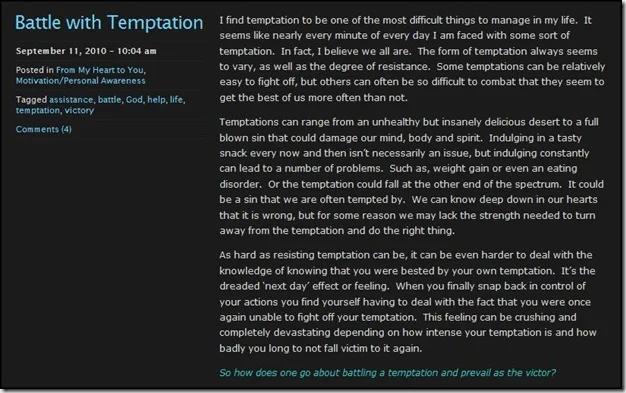 Battle with Temptation
September 11, 2010 - 10:04 am
Posted in From My Heart to You,
Motivation/Personal Awareness
Tagged assistance, battle, God, help, life,
temptation, victory
Comments (4)
I find temptation to be one of the most difficult things to manage in my life.  It
seems like nearly every minute of every day I am faced with some sort of
temptation.  In fact, I believe we all are.  The form of temptation always seems
to vary, as well as the degree of resistance.  Some temptations can be relatively
easy to fight off, but others can often be so difficult to combat that they seem to
get the best of us more often than not.
Temptations can range from an unhealthy but insanely delicious desert to a full
blown sin that could damage our mind, body and spirit.  Indulging in a tasty
snack every now and then isn't necessarily an issue, but indulging constantly
can lead to a number of problems.  Such as, weight gain or even an eating
disorder.  Or the temptation could fall at the other end of the spectrum.  It could
be a sin that we are often tempted by.  We can know deep down in our hearts
that it is wrong, but for some reason we may lack the strength needed to turn
away from the temptation and do the right thing.
As hard as resisting temptation can be, it can be even harder to deal with the
knowledge of knowing that you were bested by your own temptation.  It's the
dreaded 'next day' effect or feeling.  When you finally snap back in control of
your actions you find yourself having to deal with the fact that you were once
again unable to fight off your temptation.  This feeling can be crushing and
completely devastating depending on how intense your temptation is and how
badly you long to not fall victim to it again.
So how does one go about battling a temptation and prevail as the victor?